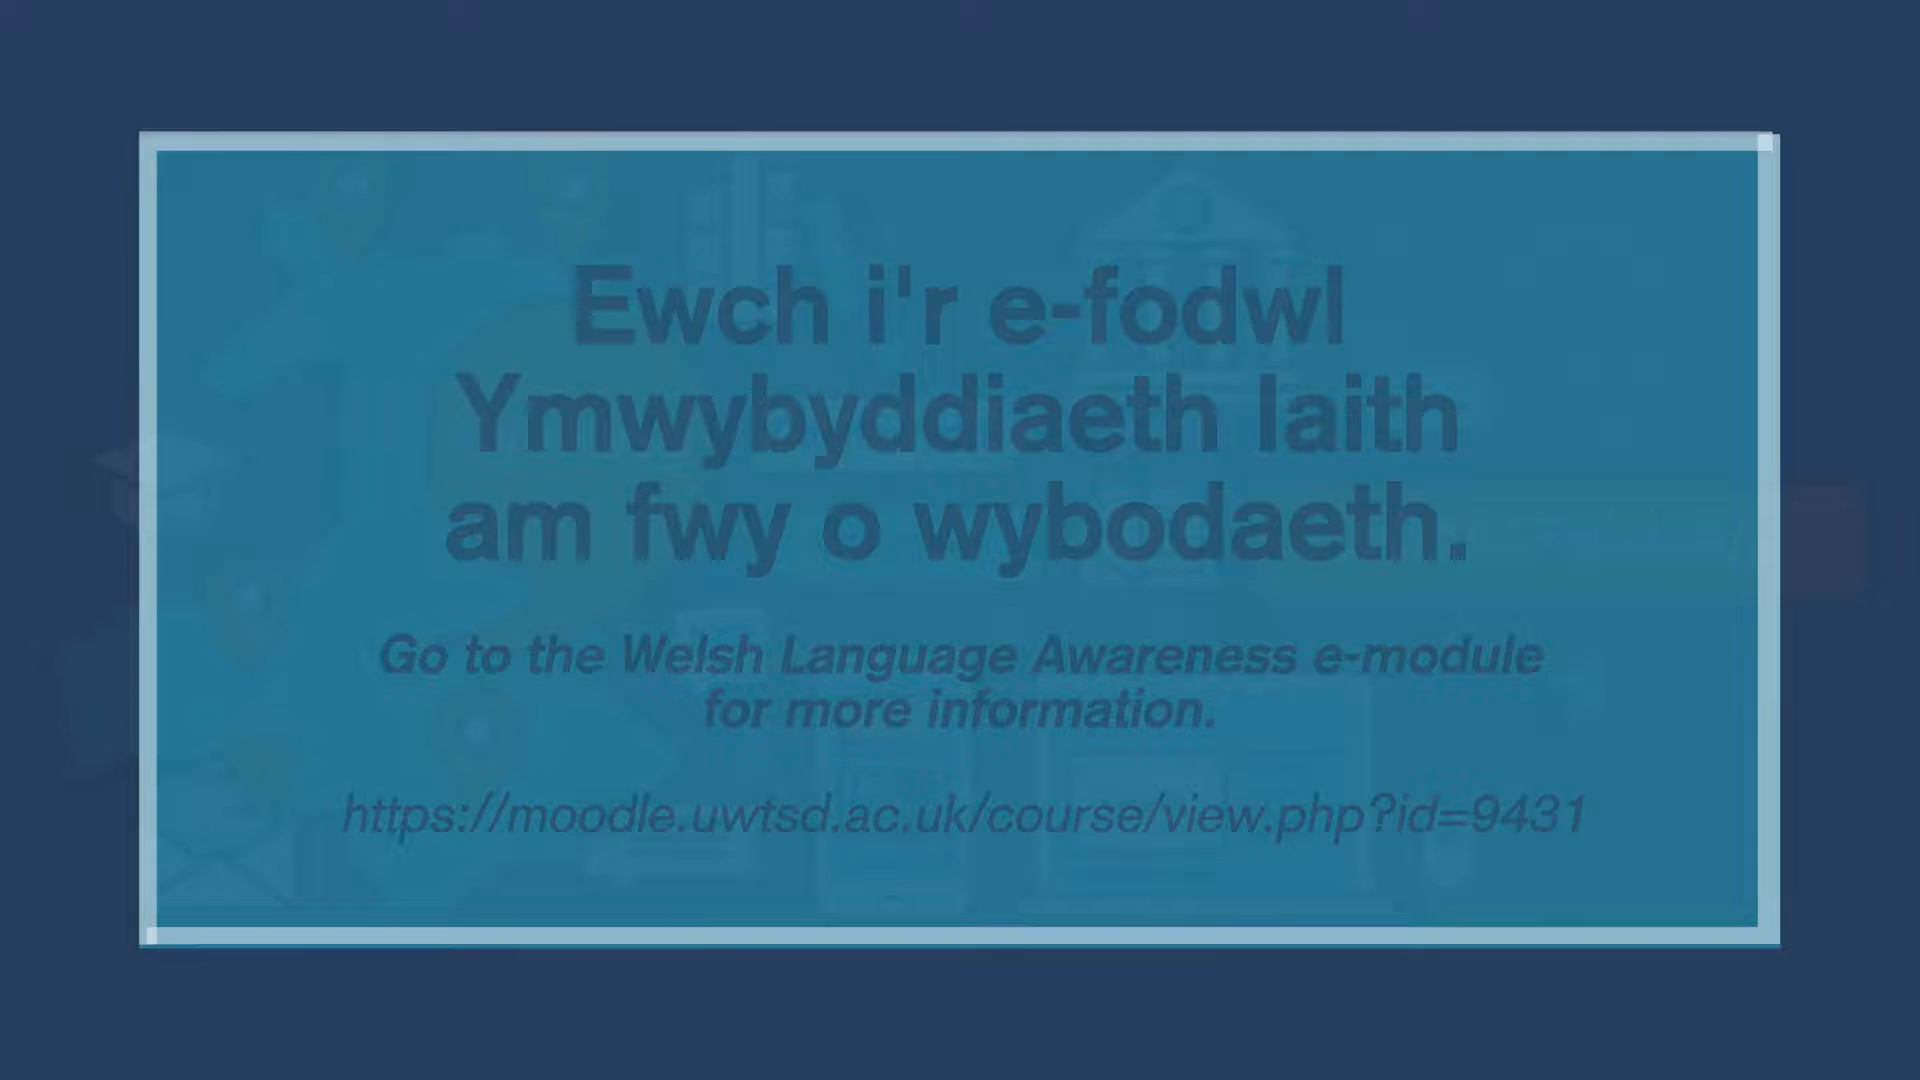 Ewch i'r e-fodwl
Ymwybyddiaeth Iaith
am fwy o wybodaeth.
Go to the Welsh Language Awareness e-module
for more information.
https://moodle.uwtsd.ac.uk/course/view.php?id=9431